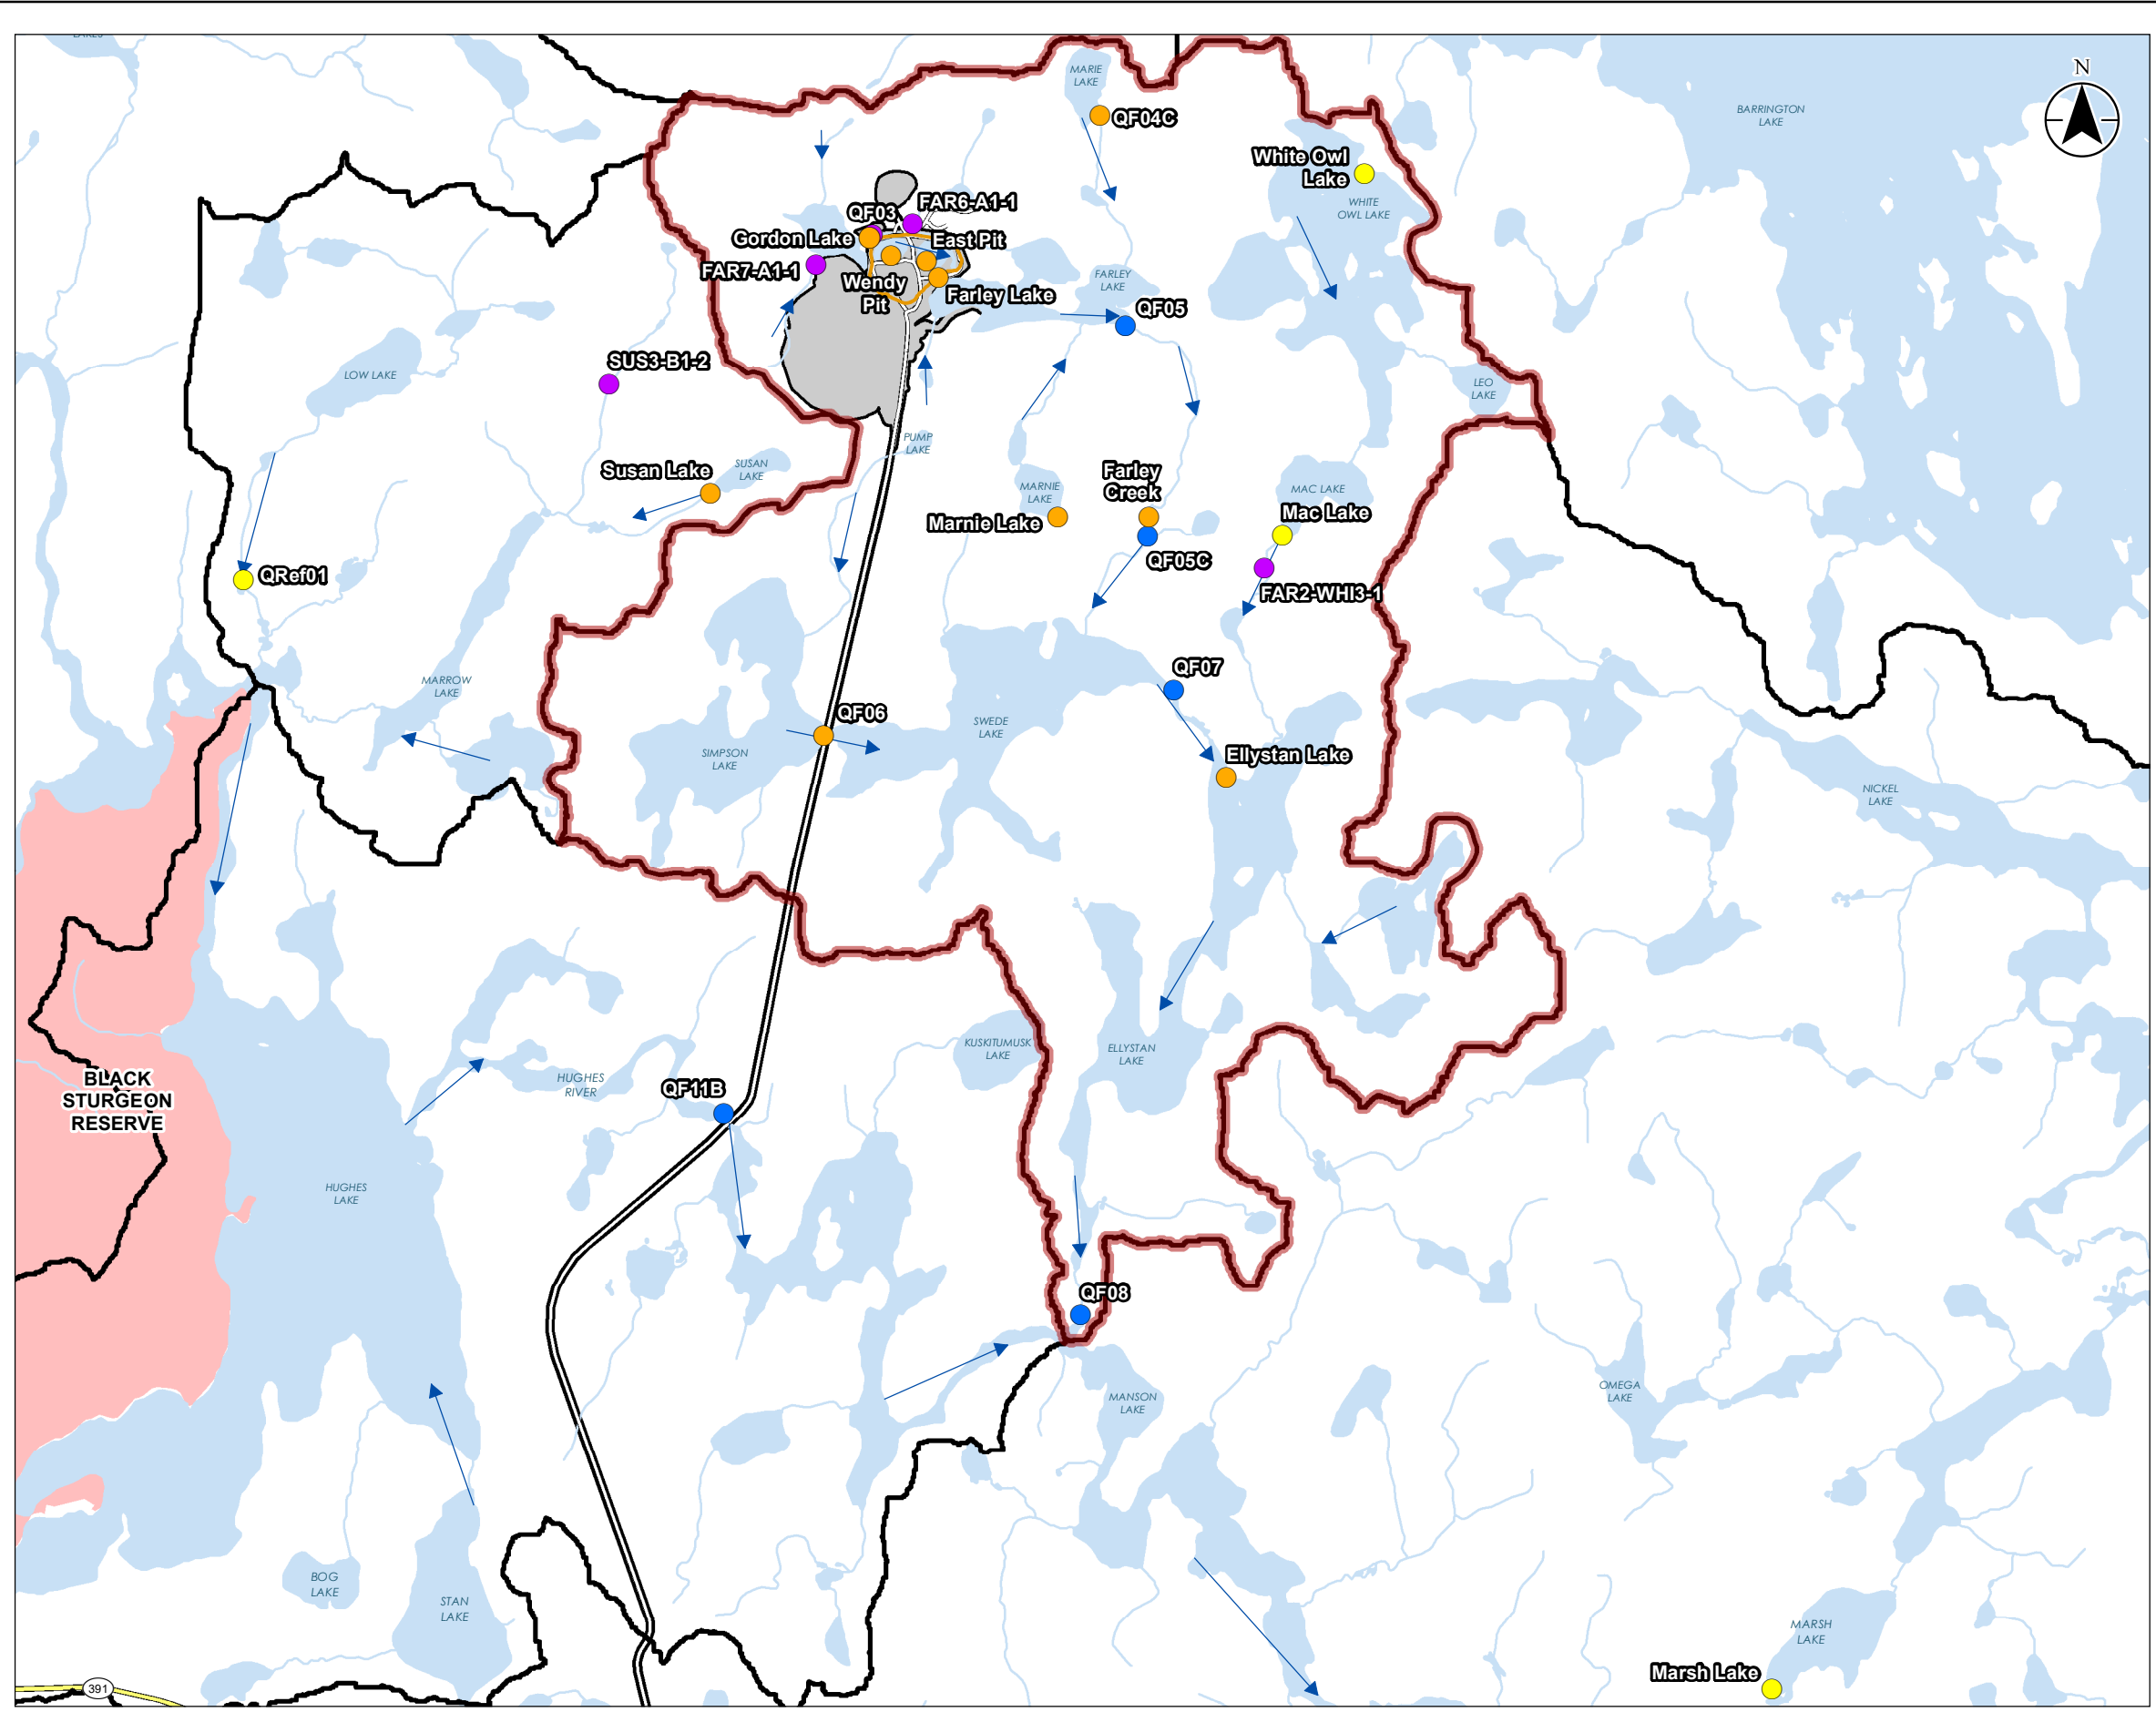 LAKES
N
MARIE
LAKE
BARRINGTON
LAKE
QF04C
White Owl
Lake
WHITE
OWL LAKE
FAR6-A1-1
QF03
Gordon Lake
East Pit
FAR7-A1-1
Wendy
Pit
Farley Lake
FARLEY
LAKE
QF05
SUS3-B1-2
LOW LAKE
LEO
LAKE
PUMP
LAKE
Susan Lake
SUSAN
LAKE
MARNIE
LAKE
Farley
Creek
MAC LAKE
Mac Lake
Marnie Lake
QF05C
QRef01
FAR2-WHI3-1
MARROW
LAKE
QF07
QF06
SWEDE
LAKE
SIMPSON
LAKE
Ellystan Lake
NICKEL
LAKE
KUSKITUMUSK
LAKE
ELLYSTAN
LAKE
BLACK
STURGEON
RESERVE
HUGHES
RIVER
QF11B
HUGHES
LAKE
QF08
MANSON
LAKE
OMEGA
LAKE
BOG
LAKE
STAN
LAKE
MARSH
LAKE
Marsh Lake
391